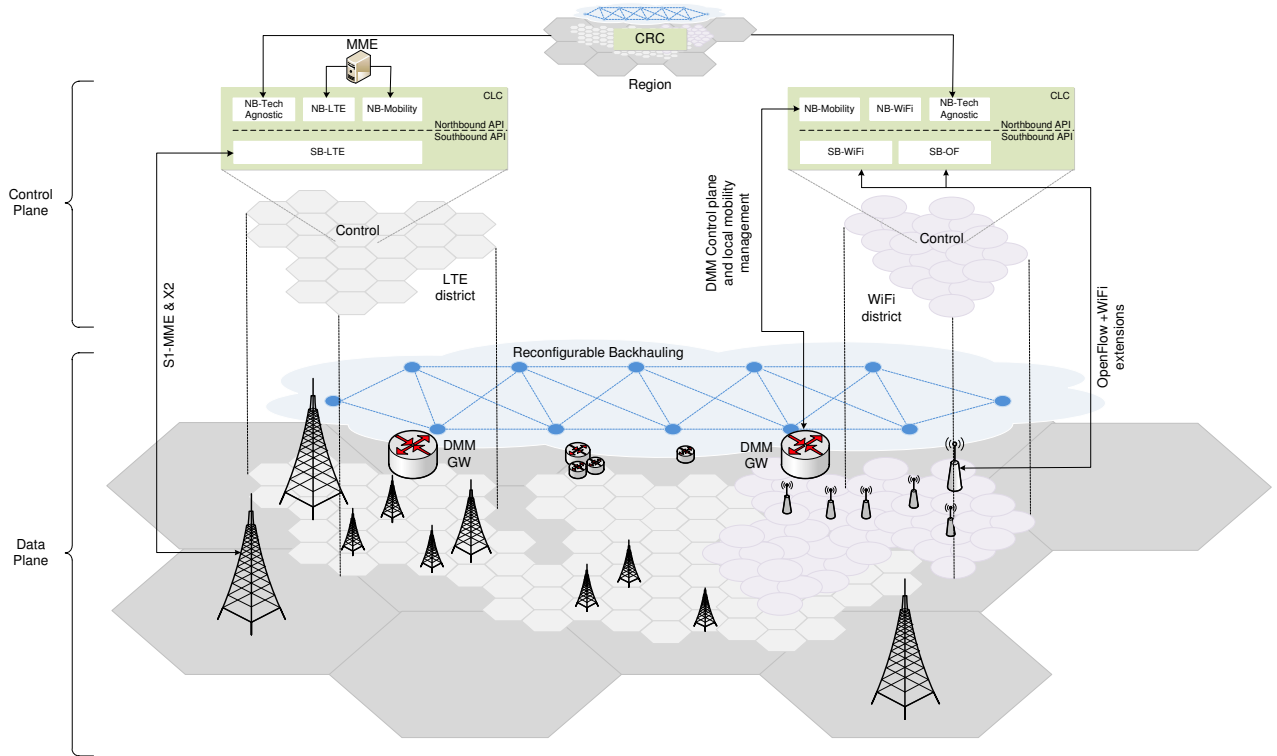 MME
CRC
Region
CLC
NB-Tech
Agnostic
NB-LTE
NB-Mobility
Northbound API
Southbound API
SB-LTE
CLC
NB-Mobility
NB-WiFi
NB-Tech
Agnostic
Northbound API
Southbound API
SB-WiFi
SB-OF
Control
Plane
Control
LTE
district
S1-MME & X2
DMM Control plane
and local mobility
management
Control
WiFi
district
OpenFlow +WiFi
extensions
Reconfigurable Backhauling
DMM
GW
DMM
GW
Data
Plane